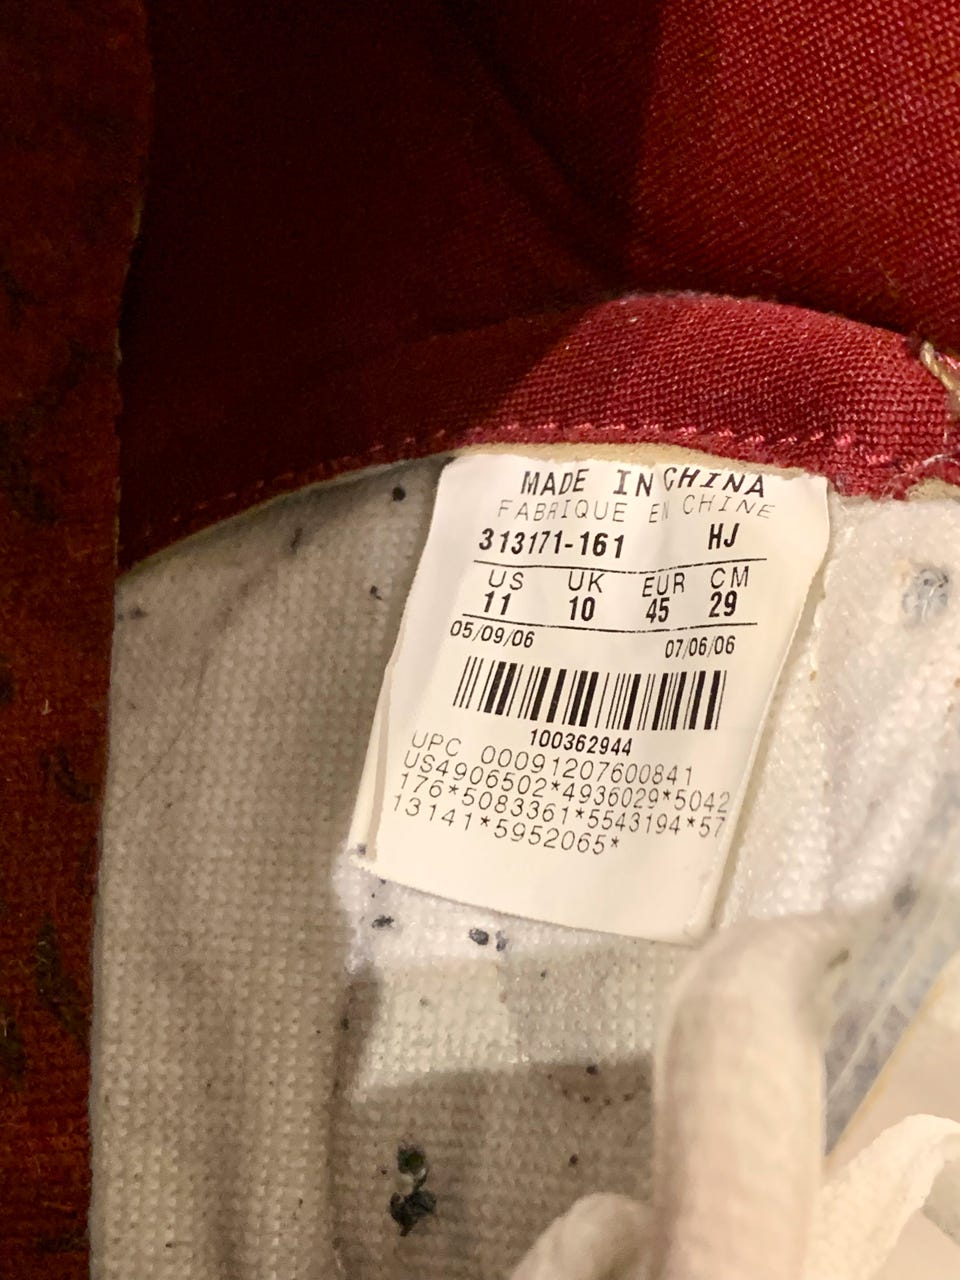 MADE IN CHINA
FABRIQUE EN CHINE
313171-161 HJ
US UK EUR CM
11 10 45 29
05/09/06 07/06/06
100362944
UPC 00091207600841
US4906502*4936029*5042
176*5083361*5543194*57
13141*5952065*